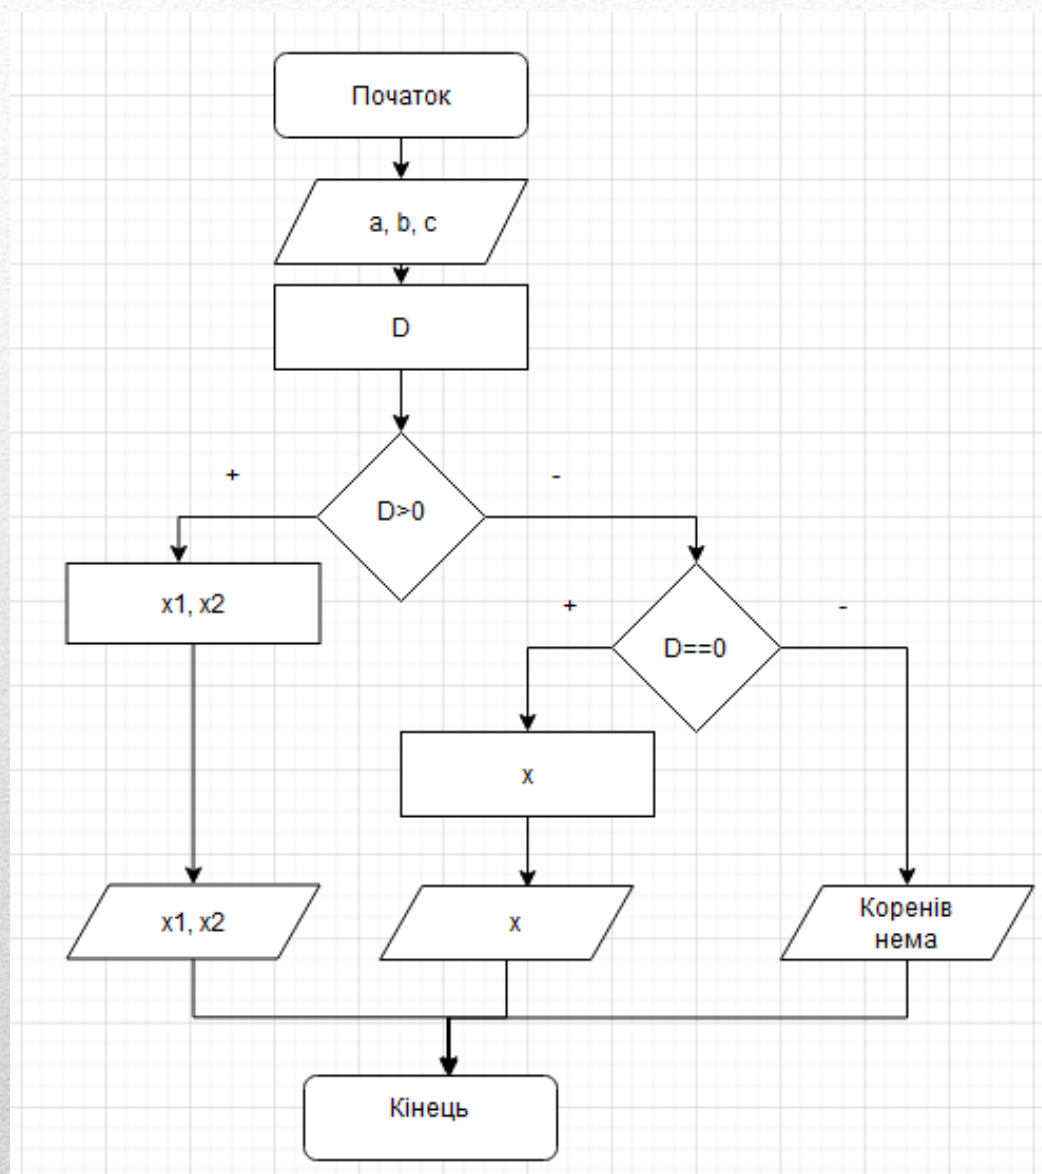 Початок
a, b, c
D
+
-
D>0
x1, x2
+
-
D==0
x
x1, x2
x
Коренів
нема
Кінець